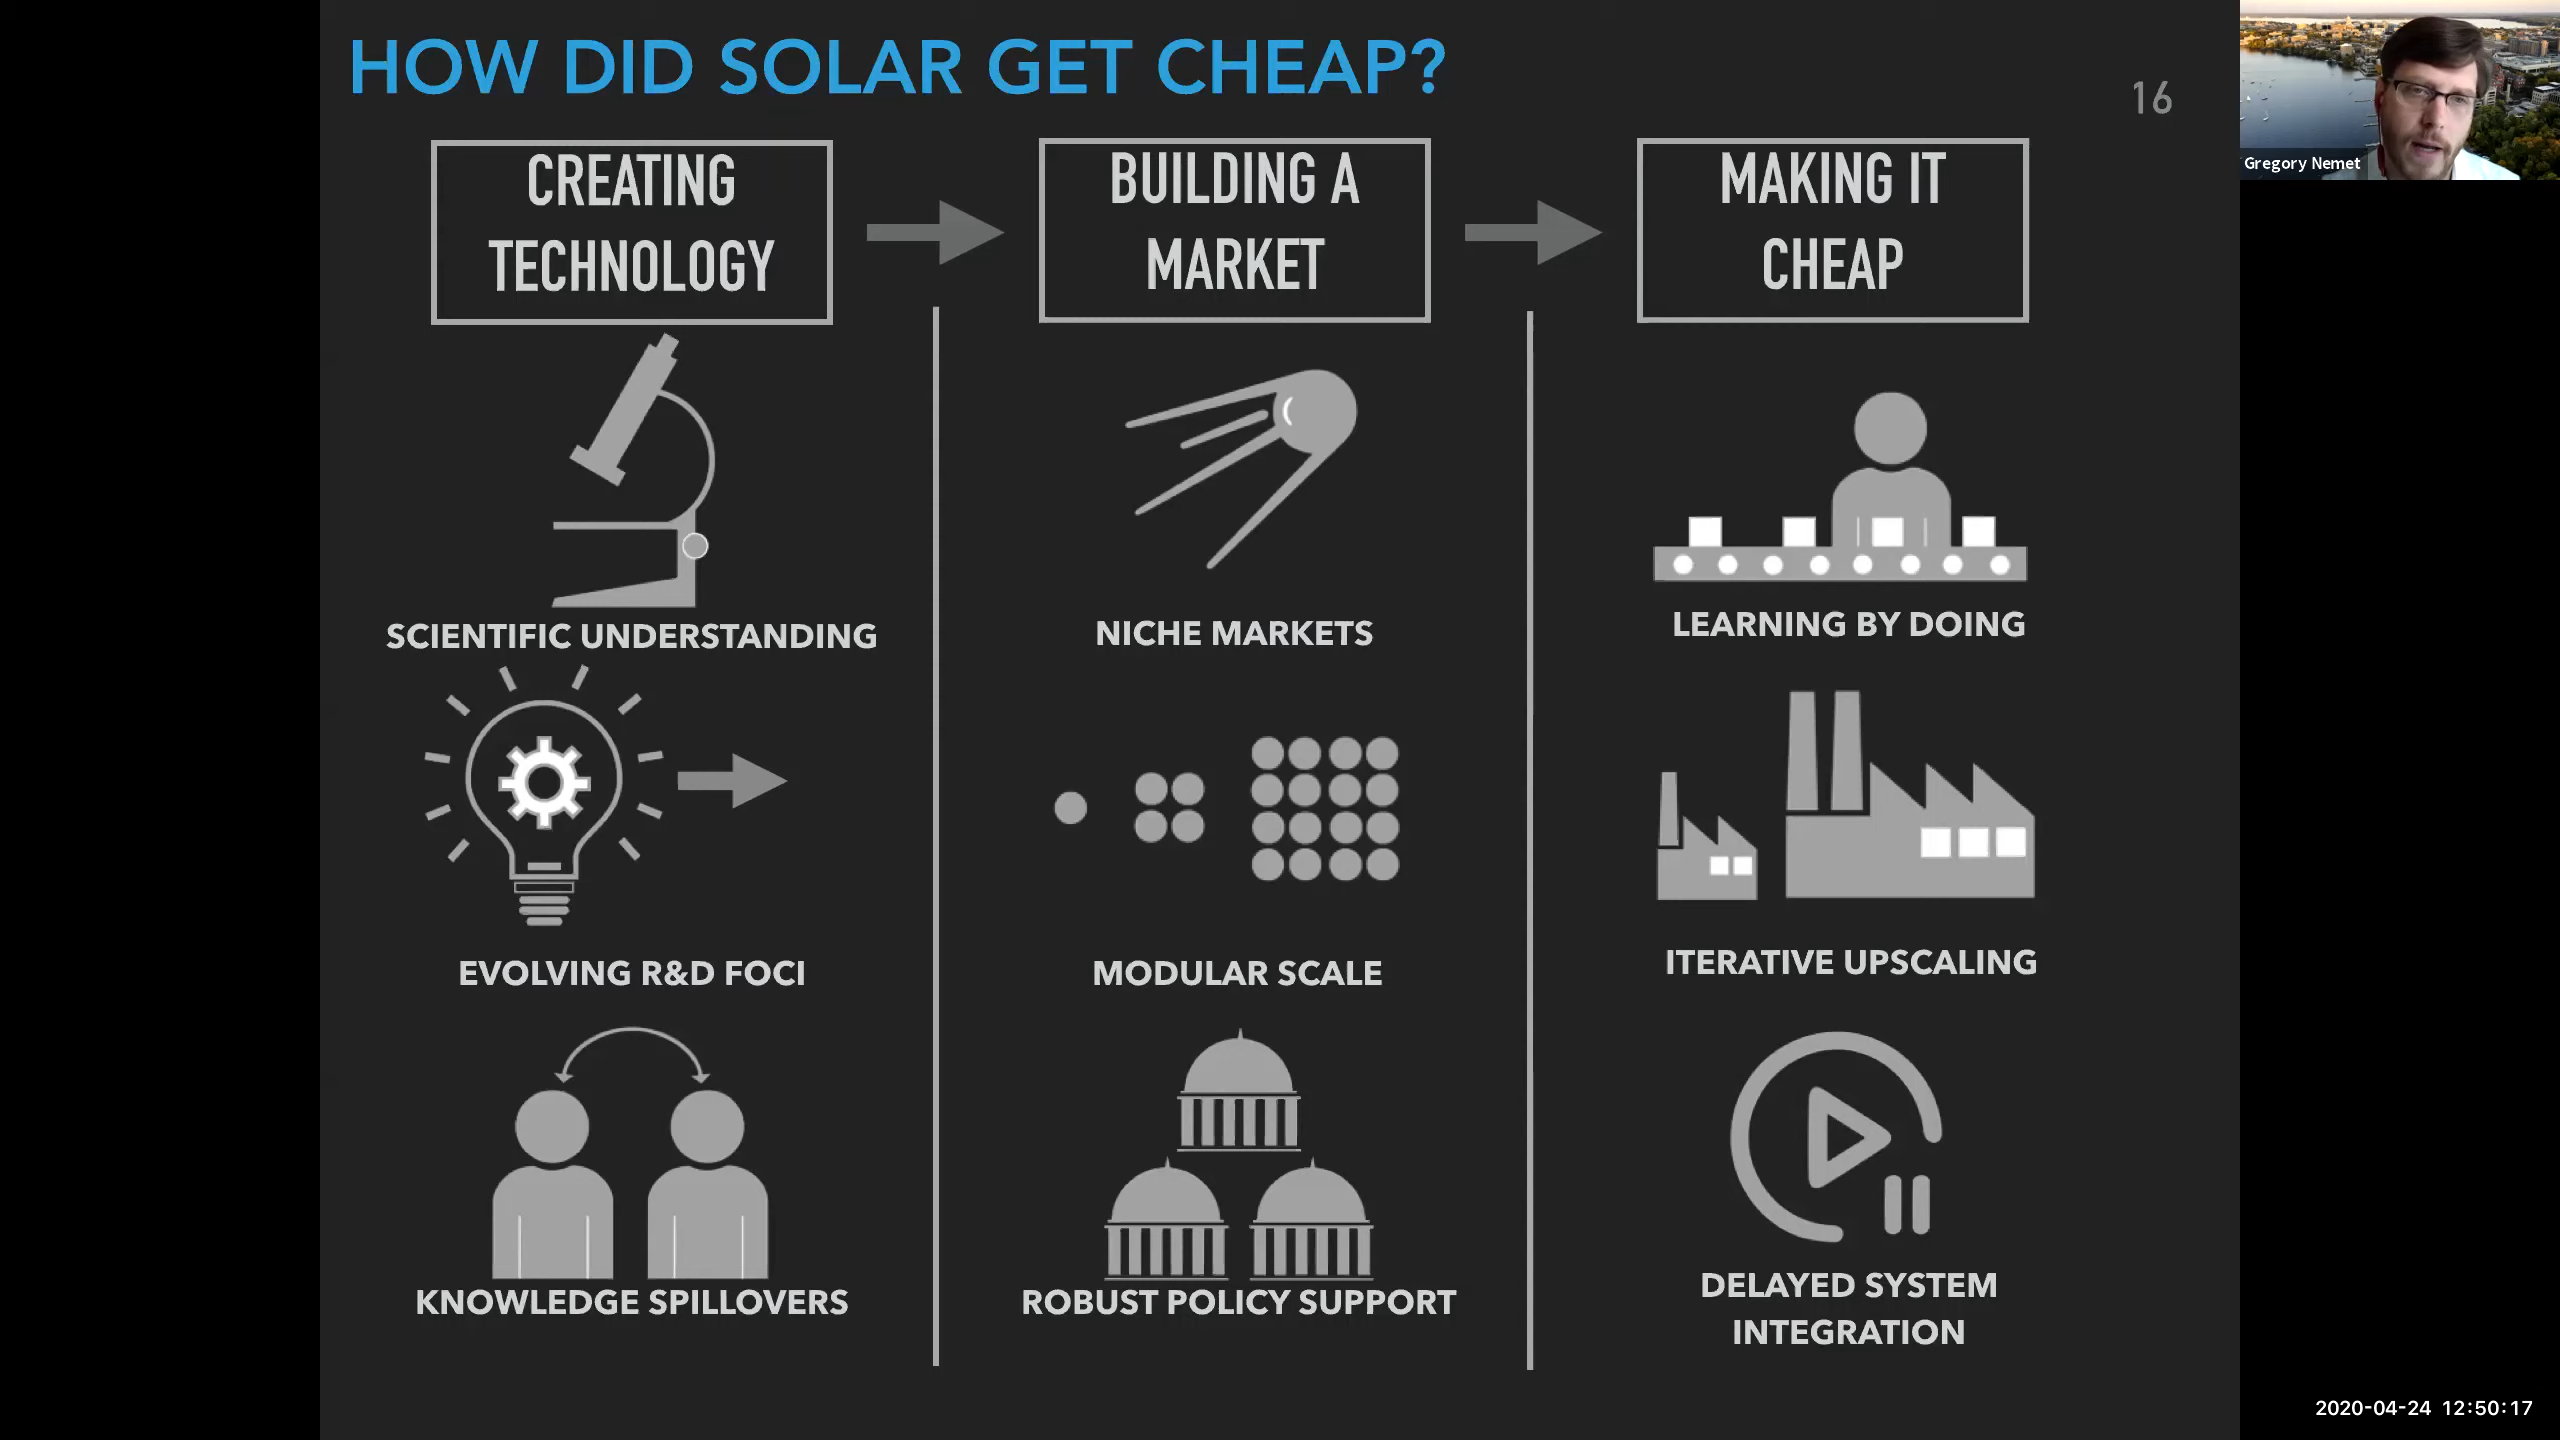 HOW DID SOLAR GET CHEAP?
16
Gregory Nemet
CREATING
TECHNOLOGY
BUILDING A
MARKET
MAKING IT
CHEAP
SCIENTIFIC UNDERSTANDING
NICHE MARKETS
LEARNING BY DOING
EVOLVING R&D FOCI
MODULAR SCALE
ITERATIVE UPSCALING
KNOWLEDGE SPILLOVERS
ROBUST POLICY SUPPORT
DELAYED SYSTEM
INTEGRATION
2020-04-24 12:50:17